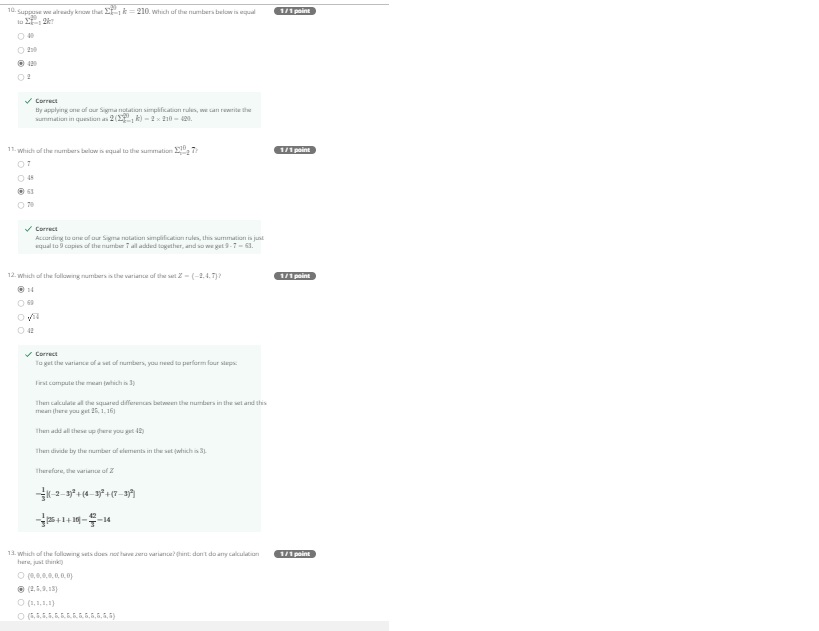 10. Suppose we already know that Σ_{k=1}^{20} k = 210. Which of the numbers below is equal
to Σ_{k=1}^{20} 2k?
1 / 1 point
40
210
420
2
Correct
By applying one of our Sigma notation simplification rules, we can rewrite the
summation in question as 2 (Σ_{k=1}^{20} k) = 2 × 210 = 420.
11. Which of the numbers below is equal to the summation Σ_{i=2}^{10} 7?
1 / 1 point
7
48
63
70
Correct
According to one of our Sigma notation simplification rules, this summation is just
equal to 9 copies of the number 7 all added together, and so we get 9 · 7 = 63.
12. Which of the following numbers is the variance of the set Z = {−2, 4, 7}?
1 / 1 point
14
69
√14
42
Correct
To get the variance of a set of numbers, you need to perform four steps:
First compute the mean (which is 3)
Then calculate all the squared differences between the numbers in the set and this
mean (here you get 25, 1, 16)
Then add all these up (here you get 42)
Then divide by the number of elements in the set (which is 3).
Therefore, the variance of Z
=1/3[(−2−3)²+(4−3)²+(7−3)²]
=1/3[25+1+16]=42/3=14
13. Which of the following sets does not have zero variance? (hint: don't do any calculation
here, just think!)
1 / 1 point
{0,0,0,0,0,0,0}
{2,5,9,13}
{1,1,1,1}
{5,5,5,5,5,5,5,5,5,5,5,5,5,5}